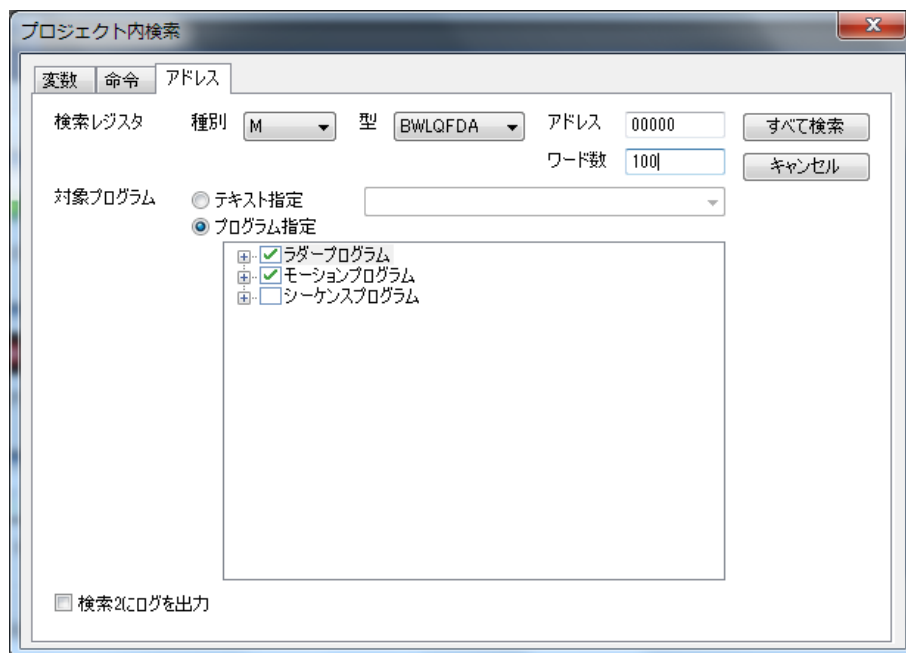 プロジェクト内検索
変数 命令 アドレス
検索レジスタ 種別 M 型 BWLQFDA アドレス 00000 すべて検索
ワード数 100 キャンセル
対象プログラム テキスト指定
プログラム指定
ラダープログラム
モーションプログラム
シーケンスプログラム
検索2にログを出力